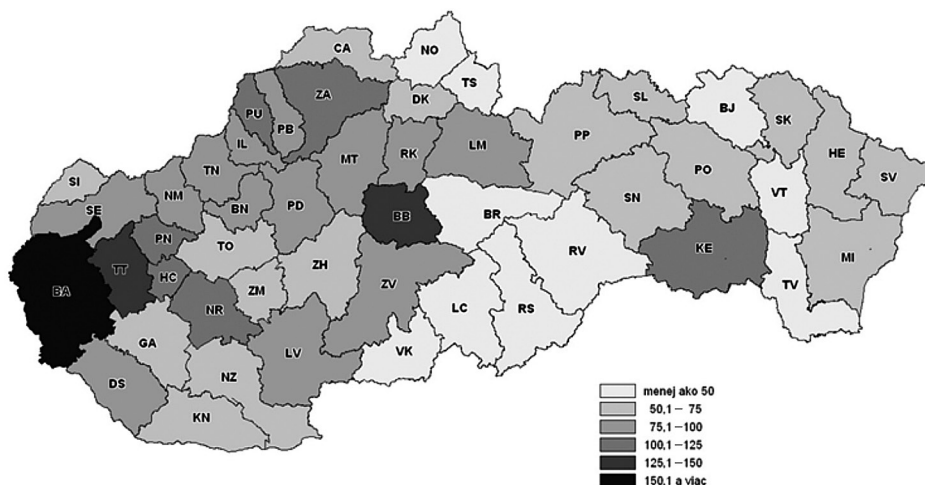 CA
NO
TS
DK
ZA
PU
PB
IL
SL
BJ
SK
PP
HE
SV
MT
RK
LM
PO
TN
SI
NM
SE
BN
PD
SN
VT
BB
BR
PN
TO
KE
RV
MI
TT
HC
ZH
BA
ZM
ZV
TV
NR
LC
RS
GA
LV
VK
NZ
DS
KN
menej ako 50
50,1 – 75
75,1 – 100
100,1 – 125
125,1 – 150
150,1 a viac